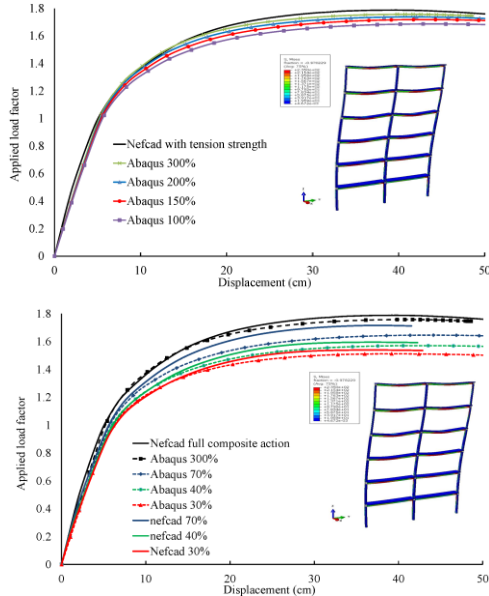 1.8
1.6
1.4
1.2
1
0.8
0.6
0.4
0.2
0
Applied load factor
Nefcad with tension strength
Abaqus 300%
Abaqus 200%
Abaqus 150%
Abaqus 100%
0 10 20 30 40 50
Displacement (cm)
1.8
1.6
1.4
1.2
1
0.8
0.6
0.4
0.2
0
Applied load factor
Nefcad full composite action
Abaqus 300%
Abaqus 70%
Abaqus 40%
Abaqus 30%
nefcad 70%
nefcad 40%
Nefcad 30%
0 10 20 30 40 50
Displacement (cm)